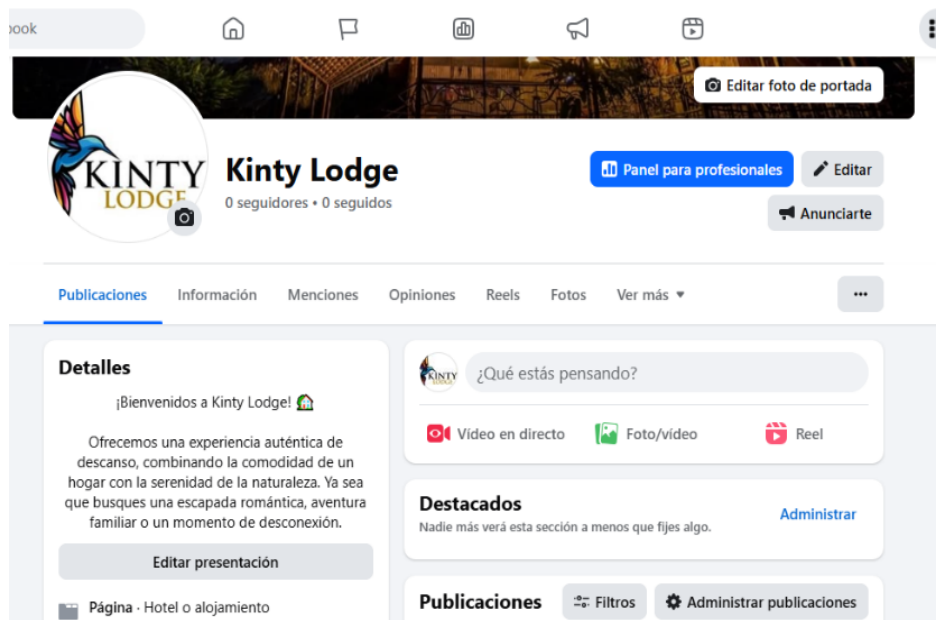 book
Editar foto de portada
KINTY
LODGE
Kinty Lodge
0 seguidores • 0 seguidos
Panel para profesionales
Editar
Anunciarte
Publicaciones Información Menciones Opiniones Reels Fotos Ver más
Detalles
¡Bienvenidos a Kinty Lodge!
Ofrecemos una experiencia auténtica de
descanso, combinando la comodidad de un
hogar con la serenidad de la naturaleza. Ya sea
que busques una escapada romántica, aventura
familiar o un momento de desconexión.
Editar presentación
Página · Hotel o alojamiento
KINTY
LODGE
¿Qué estás pensando?
Vídeo en directo Foto/vídeo Reel
Destacados
Nadie más verá esta sección a menos que fijes algo.
Administrar
Publicaciones Filtros Administrar publicaciones